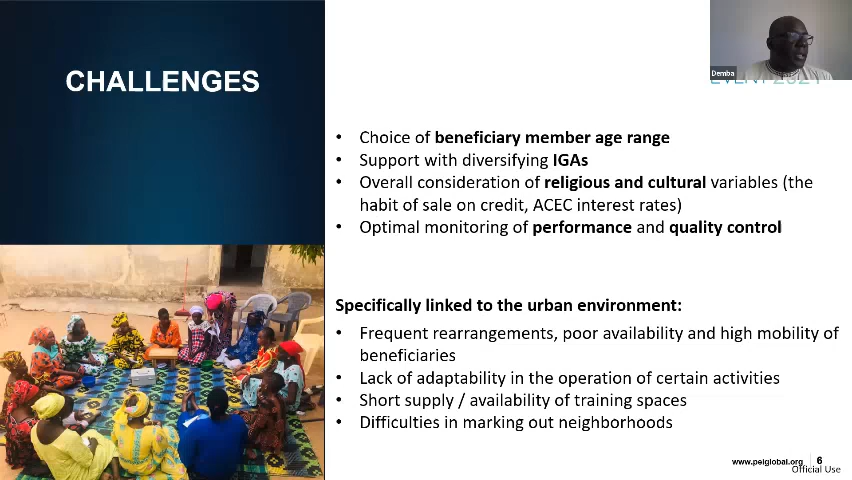 CHALLENGES
Demba
• Choice of beneficiary member age range
• Support with diversifying IGAs
• Overall consideration of religious and cultural variables (the
habit of sale on credit, ACEC interest rates)
• Optimal monitoring of performance and quality control
Specifically linked to the urban environment:
• Frequent rearrangements, poor availability and high mobility of
beneficiaries
• Lack of adaptability in the operation of certain activities
• Short supply / availability of training spaces
• Difficulties in marking out neighborhoods
www.peiglobal.org 6
Official Use